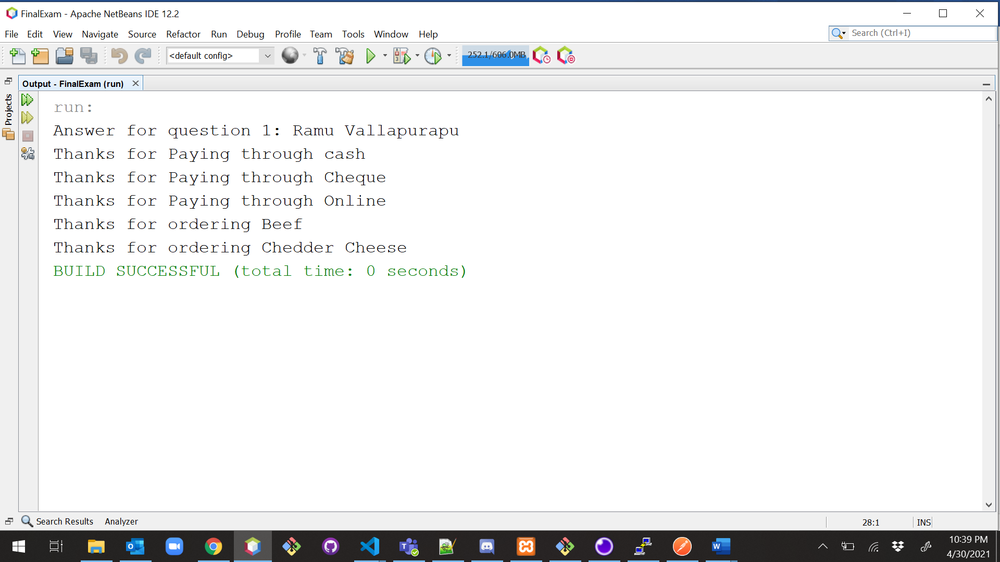 FinalExam - Apache NetBeans IDE 12.2
File Edit View Navigate Source Refactor Run Debug Profile Team Tools Window Help
Search (Ctrl+I)
<default config>
252.1/606.0MB
Output - FinalExam (run)
Projects
run:
Answer for question 1: Ramu Vallapurapu
Thanks for Paying through cash
Thanks for Paying through Cheque
Thanks for Paying through Online
Thanks for ordering Beef
Thanks for ordering Chedder Cheese
BUILD SUCCESSFUL (total time: 0 seconds)
Search Results Analyzer
28:1 INS
10:39 PM
4/30/2021